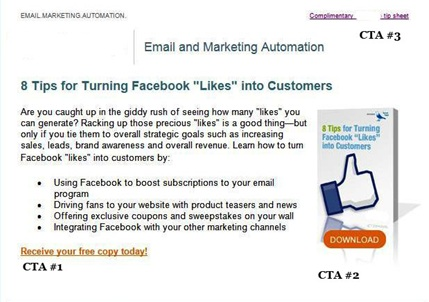 EMAIL.MARKETING.AUTOMATION.
Complimentary tip sheet
CTA #3
Email and Marketing Automation
8 Tips for Turning Facebook "Likes" into Customers
Are you caught up in the giddy rush of seeing how many "likes" you
can generate? Racking up those precious "likes" is a good thing—but
only if you tie them to overall strategic goals such as increasing
sales, leads, brand awareness and overall revenue. Learn how to turn
Facebook "likes" into customers by:
• Using Facebook to boost subscriptions to your email
program
• Driving fans to your website with product teasers and news
• Offering exclusive coupons and sweepstakes on your wall
• Integrating Facebook with your other marketing channels
Receive your free copy today!
CTA #1
8 Tips for Turning
Facebook "Likes"
into Customers
DOWNLOAD
CTA #2